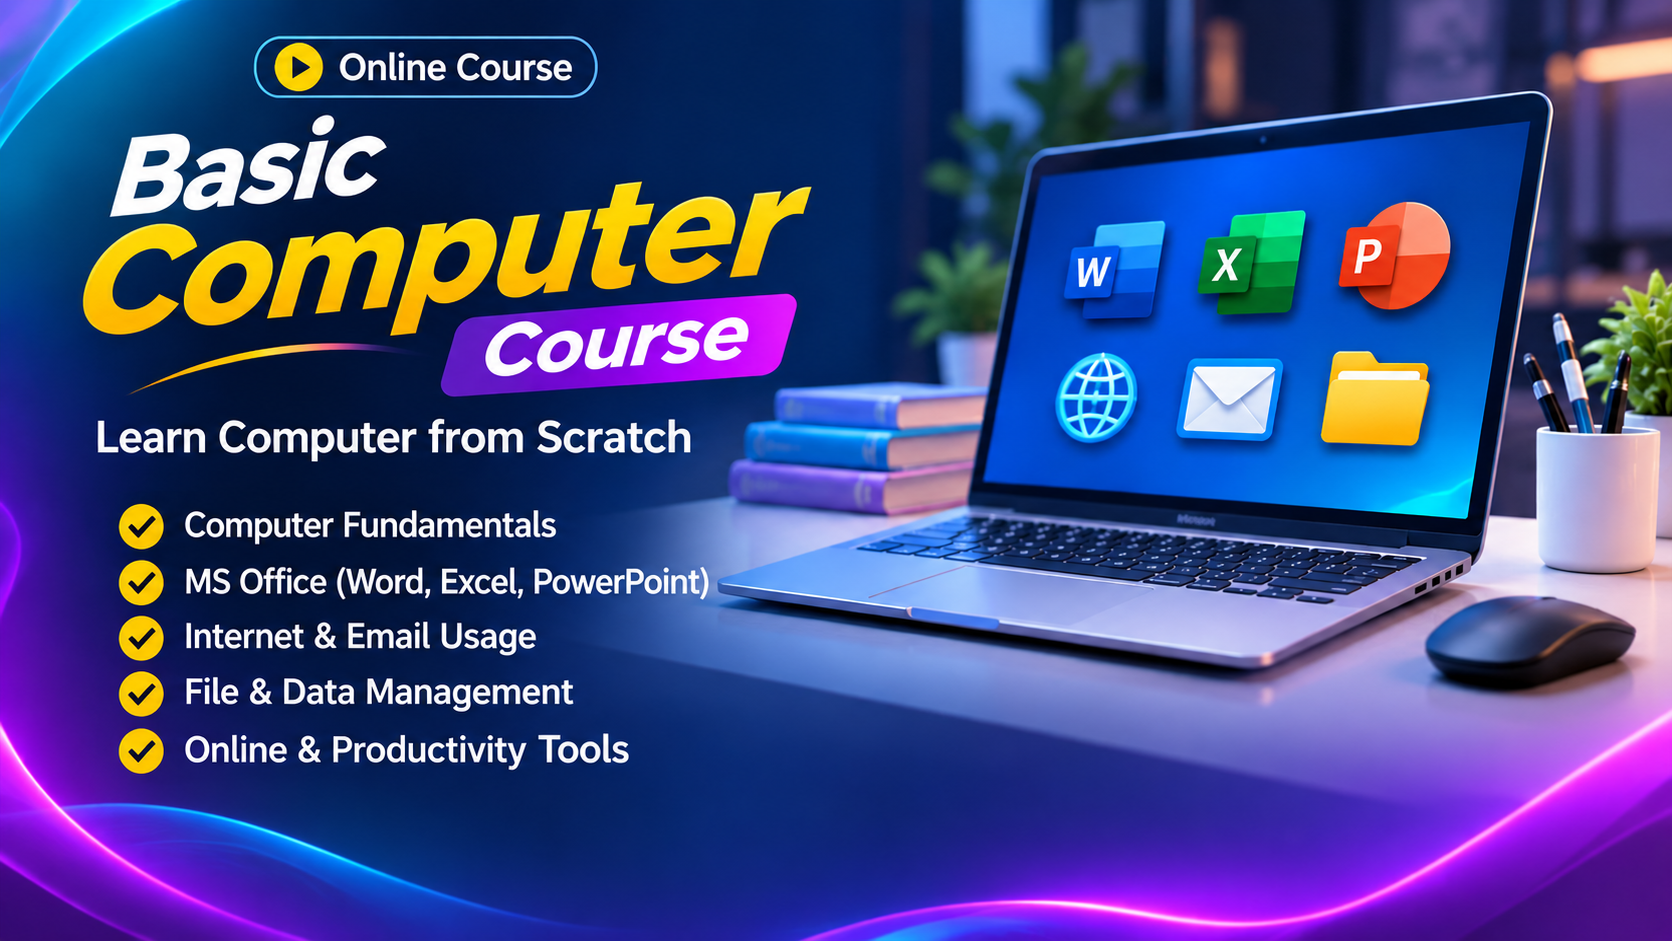 Online Course
Basic
Computer
Course
Learn Computer from Scratch
Computer Fundamentals
MS Office (Word, Excel, PowerPoint)
Internet & Email Usage
File & Data Management
Online & Productivity Tools
W
X
P